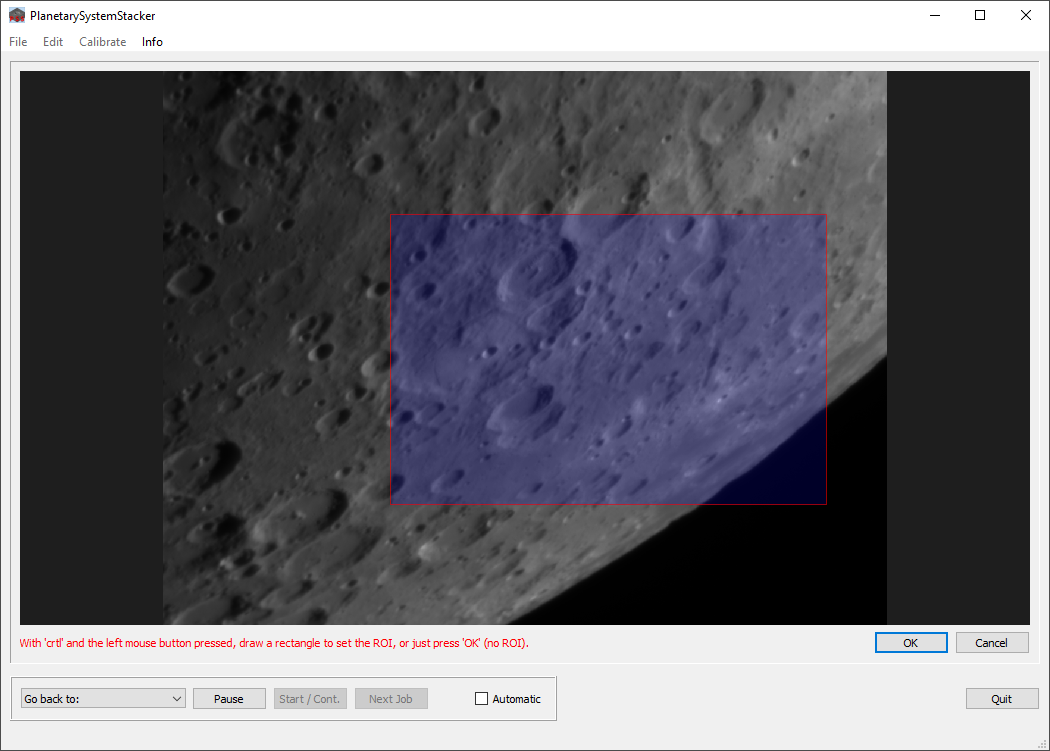 PlanetarySystemStacker
File Edit Calibrate Info
With 'crtl' and the left mouse button pressed, draw a rectangle to set the ROI, or just press 'OK' (no ROI).
OK Cancel
Go back to: Pause Start / Cont. Next Job Automatic Quit